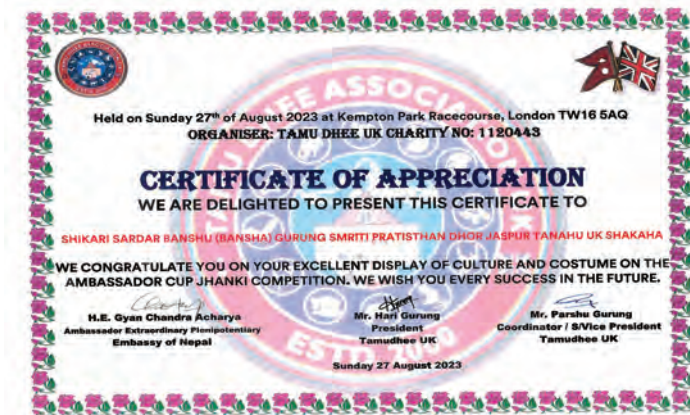 Held on Sunday 27th of August 2023 at Kempton Park Racecourse, London TW16 5AQ
ORGANISER: TAMU DHEE UK CHARITY NO: 1120443
CERTIFICATE OF APPRECIATION
WE ARE DELIGHTED TO PRESENT THIS CERTIFICATE TO
SHIKARI SARDAR BANSHU (BANSHA) GURUNG SMRITI PRATISTHAN DHOR JASPUR TANAHU UK SHAKAHA
WE CONGRATULATE YOU ON YOUR EXCELLENT DISPLAY OF CULTURE AND COSTUME ON THE
AMBASSADOR CUP JHANKI COMPETITION. WE WISH YOU EVERY SUCCESS IN THE FUTURE.
H.E. Gyan Chandra Acharya
Ambassador Extraordinary Plenipotentiary
Embassy of Nepal
Mr. Hari Gurung
President
Tamudhee UK
Mr. Parshu Gurung
Coordinator / S/Vice President
Tamudhee UK
Sunday 27 August 2023